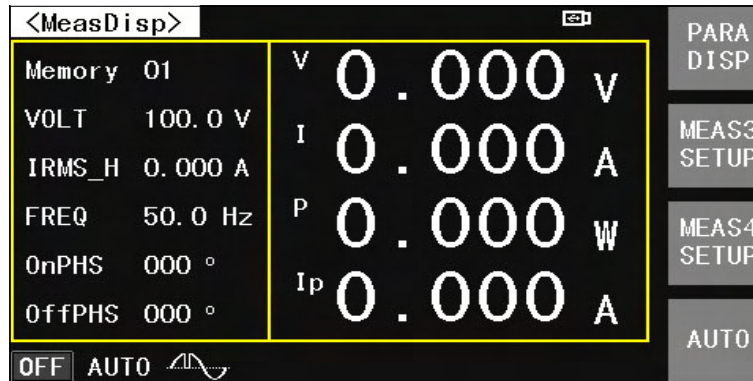 <MeasDisp>
Memory 01
VOLT 100.0 V
IRMS_H 0.000 A
FREQ 50.0 Hz
OnPHS 000 °
OffPHS 000 °
V 0.000 V
I 0.000 A
P 0.000 W
Ip 0.000 A
PARA
DISP
MEAS3
SETUP
MEAS4
SETUP
AUTO
OFF AUTO